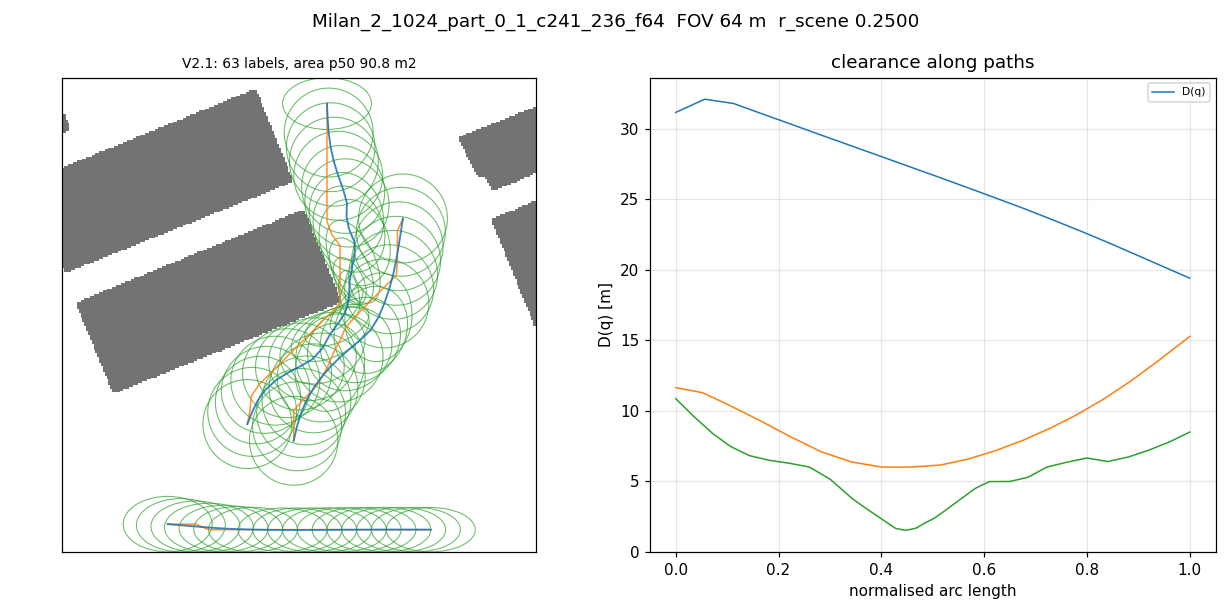 Milan_2_1024_part_0_1_c241_236_f64  FOV 64 m  r_scene 0.2500
V2.1: 63 labels, area p50 90.8 m2
clearance along paths
D(q)
D(q) [m]
30
25
20
15
10
5
0
0.0 0.2 0.4 0.6 0.8 1.0
normalised arc length